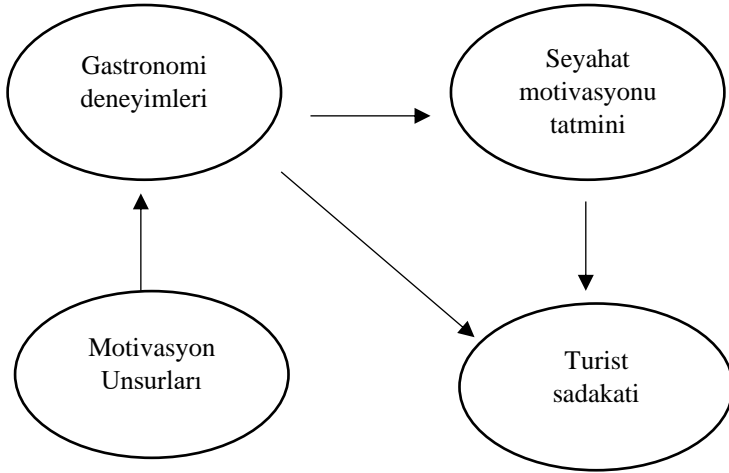 Gastronomi
deneyimleri
Seyahat
motivasyonu
tatmini
Motivasyon
Unsurları
Turist
sadakati